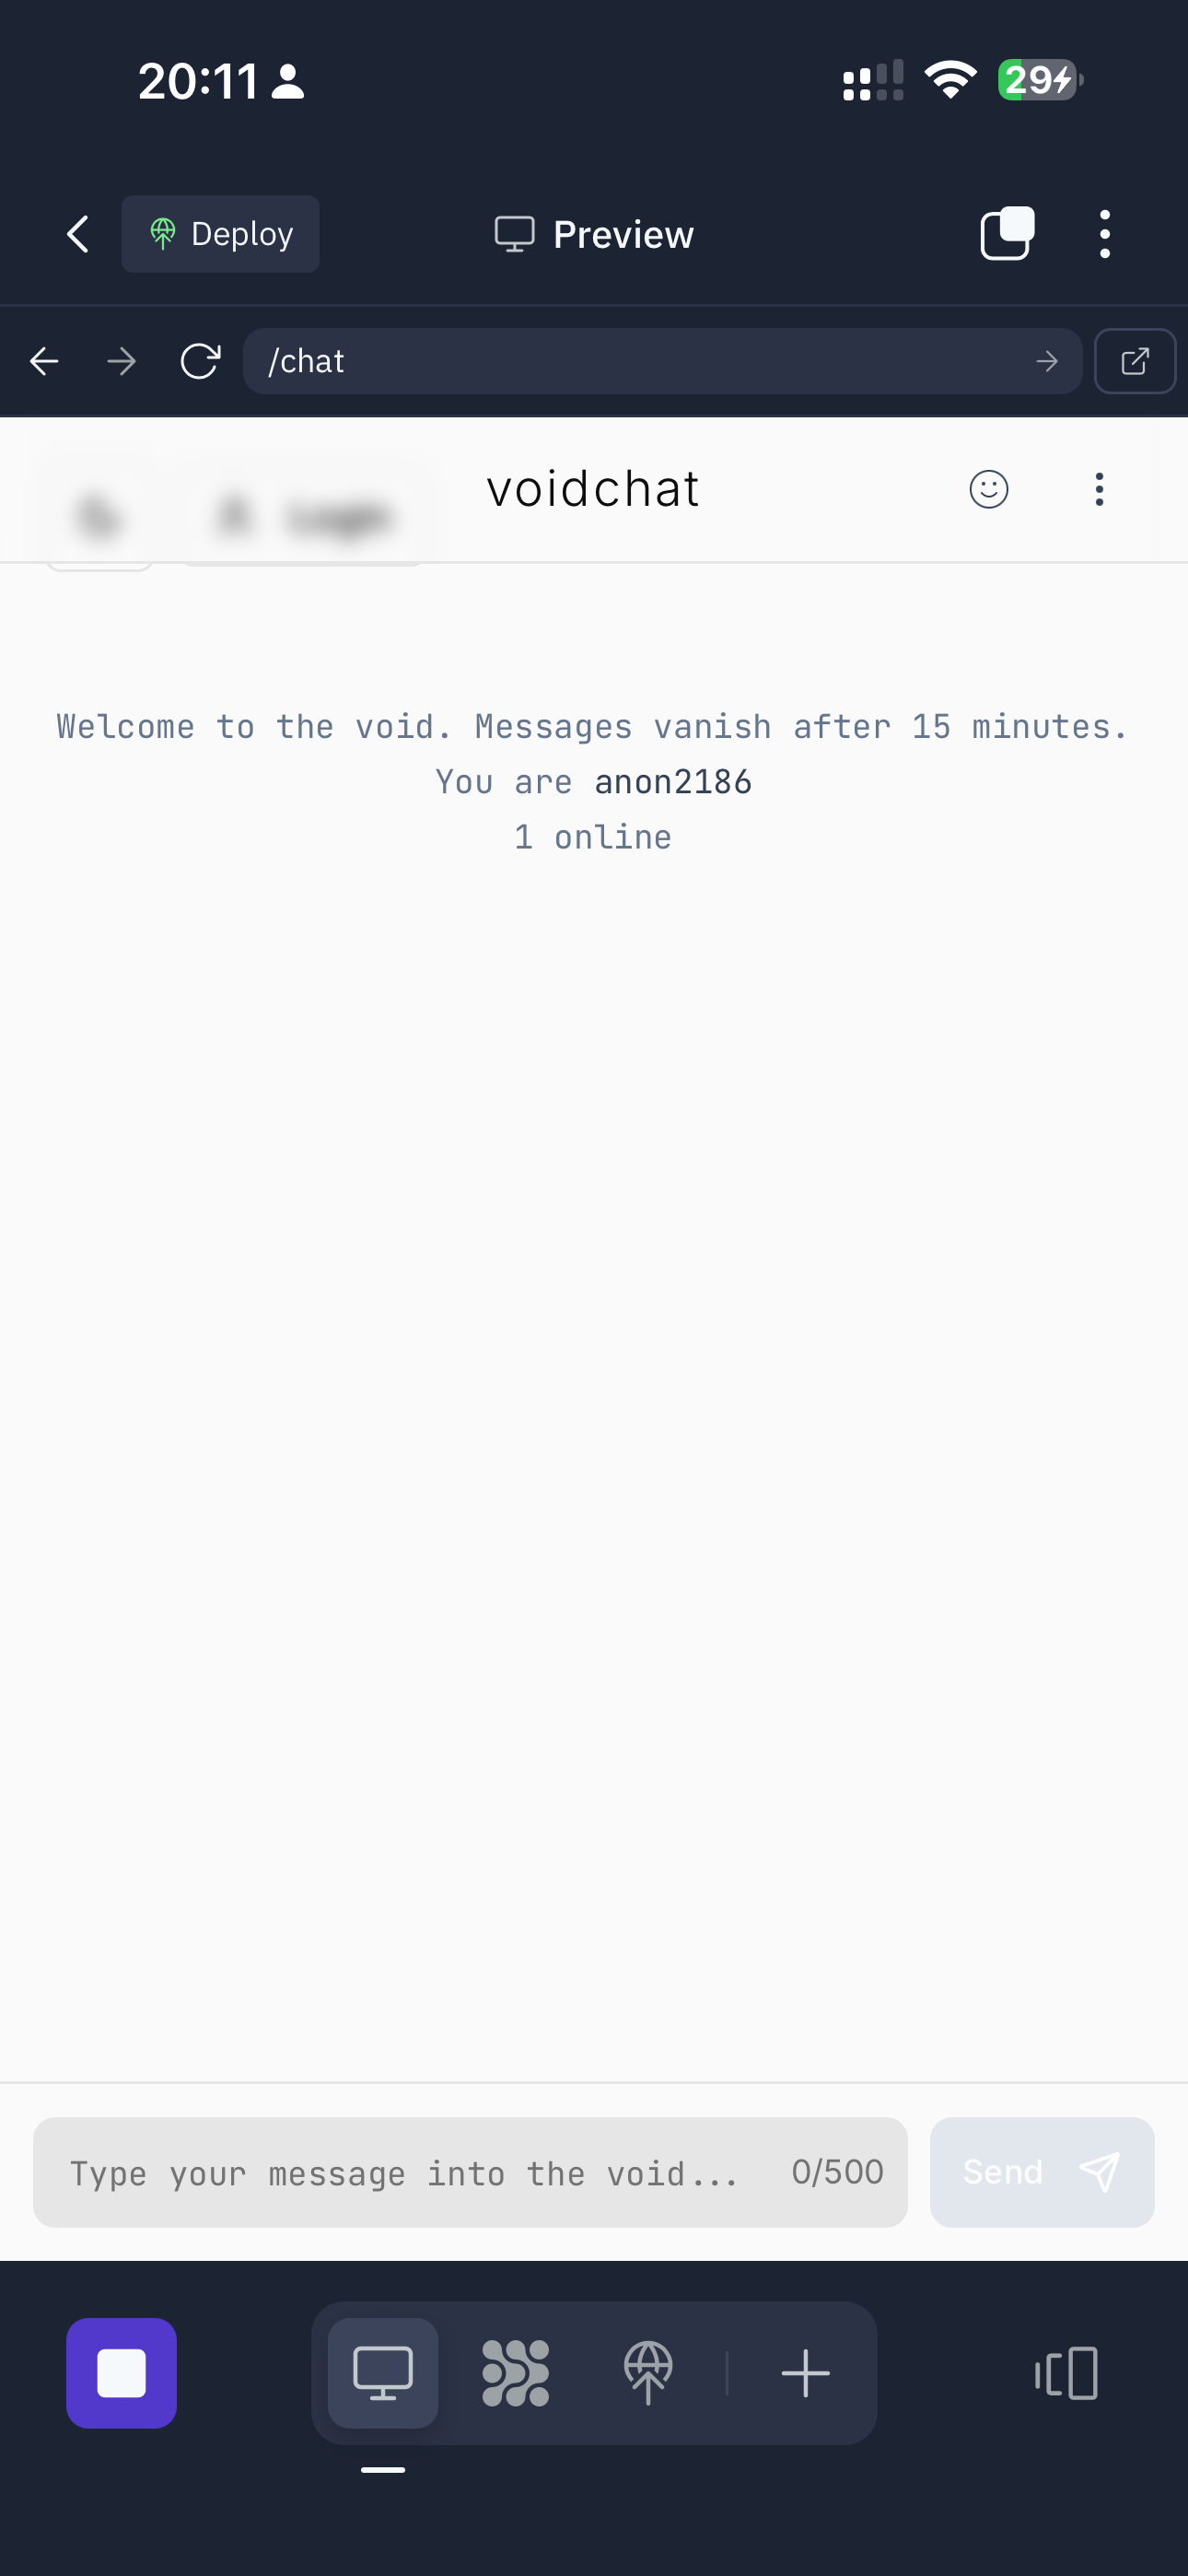 20:11
29
Deploy
Preview
/chat
Login
voidchat
Welcome to the void. Messages vanish after 15 minutes.
You are anon2186
1 online
Type your message into the void...
0/500
Send